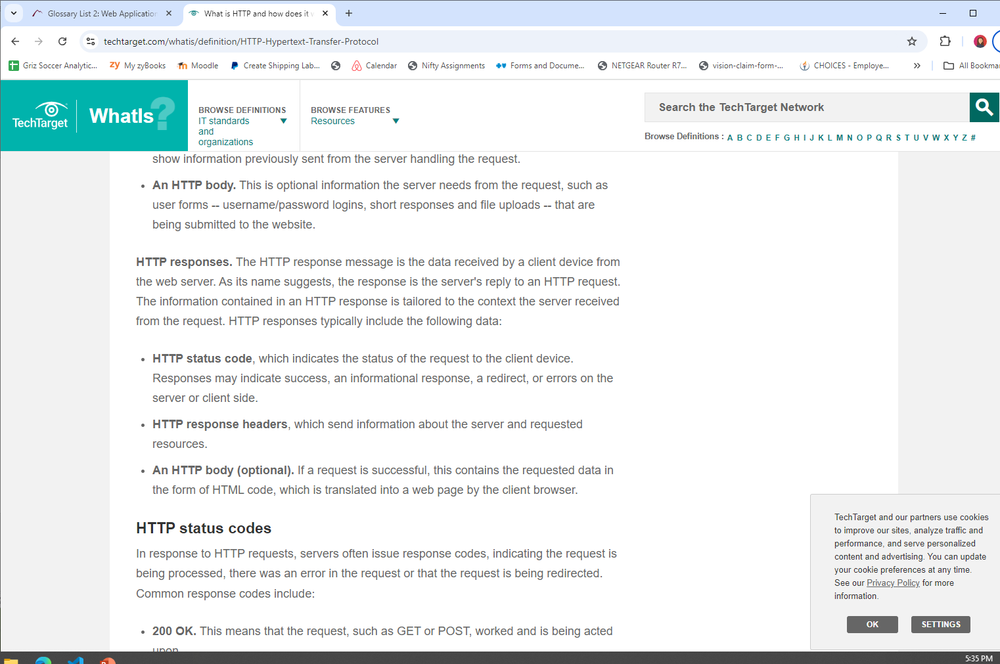 Glossary List 2: Web Application
What is HTTP and how does it w
techtarget.com/whatis/definition/HTTP-Hypertext-Transfer-Protocol
Griz Soccer Analytic...
zy My zyBooks
Moodle
Create Shipping Lab...
Calendar
Nifty Assignments
Forms and Docume...
NETGEAR Router R7...
vision-claim-form-...
CHOICES - Employe...
All Bookmar
TechTarget
WhatIs?
BROWSE DEFINITIONS
IT standards
and
organizations
BROWSE FEATURES
Resources
Search the TechTarget Network
Browse Definitions : A B C D E F G H I J K L M N O P Q R S T U V W X Y Z #
show information previously sent from the server handling the request.
• An HTTP body. This is optional information the server needs from the request, such as
user forms -- username/password logins, short responses and file uploads -- that are
being submitted to the website.
HTTP responses. The HTTP response message is the data received by a client device from
the web server. As its name suggests, the response is the server's reply to an HTTP request.
The information contained in an HTTP response is tailored to the context the server received
from the request. HTTP responses typically include the following data:
• HTTP status code, which indicates the status of the request to the client device.
Responses may indicate success, an informational response, a redirect, or errors on the
server or client side.
• HTTP response headers, which send information about the server and requested
resources.
• An HTTP body (optional). If a request is successful, this contains the requested data in
the form of HTML code, which is translated into a web page by the client browser.
HTTP status codes
In response to HTTP requests, servers often issue response codes, indicating the request is
being processed, there was an error in the request or that the request is being redirected.
Common response codes include:
• 200 OK. This means that the request, such as GET or POST, worked and is being acted
upon.
TechTarget and our partners use cookies
to improve our sites, analyze traffic and
performance, and serve personalized
content and advertising. You can update
your cookie preferences at any time.
See our Privacy Policy for more
information.
OK
SETTINGS
5:35 PM